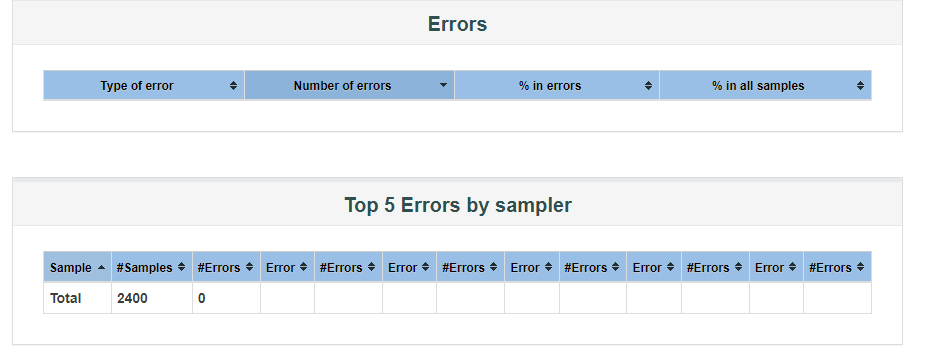 Errors
Type of error Number of errors % in errors % in all samples
Top 5 Errors by sampler
Sample #Samples #Errors Error #Errors Error #Errors Error #Errors Error #Errors Error #Errors
Total 2400 0